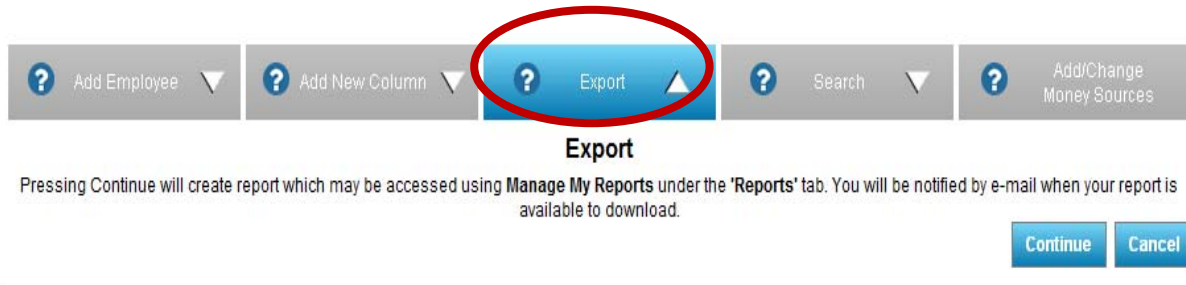 ? Add Employee
? Add New Column
? Export
? Search
? Add/Change
Money Sources
Export
Pressing Continue will create report which may be accessed using Manage My Reports under the 'Reports' tab. You will be notified by e-mail when your report is
available to download.
Continue Cancel